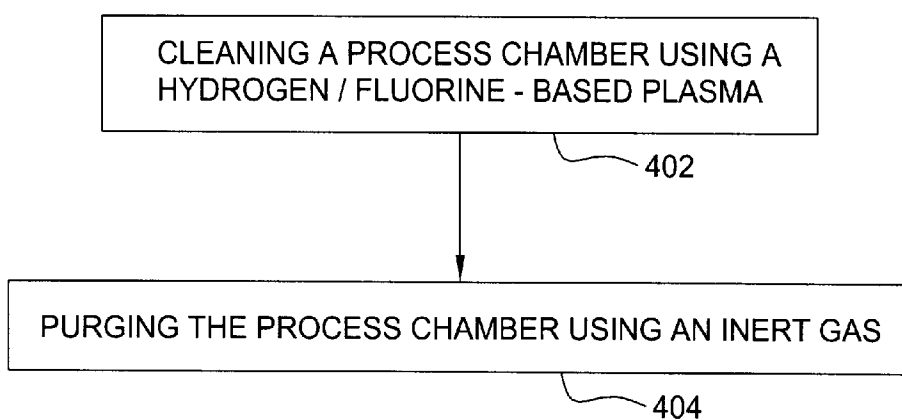 CLEANING A PROCESS CHAMBER USING A
HYDROGEN / FLUORINE - BASED PLASMA
402
PURGING THE PROCESS CHAMBER USING AN INERT GAS
404